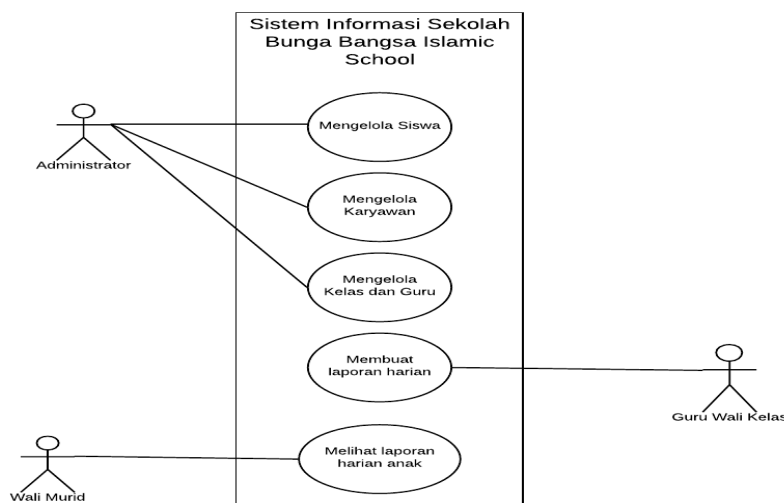 Sistem Informasi Sekolah
Bunga Bangsa Islamic
School
Mengelola Siswa
Administrator
Mengelola
Karyawan
Mengelola
Kelas dan Guru
Membuat
laporan harian
Guru Wali Kelas
Melihat laporan
harian anak
Wali Murid